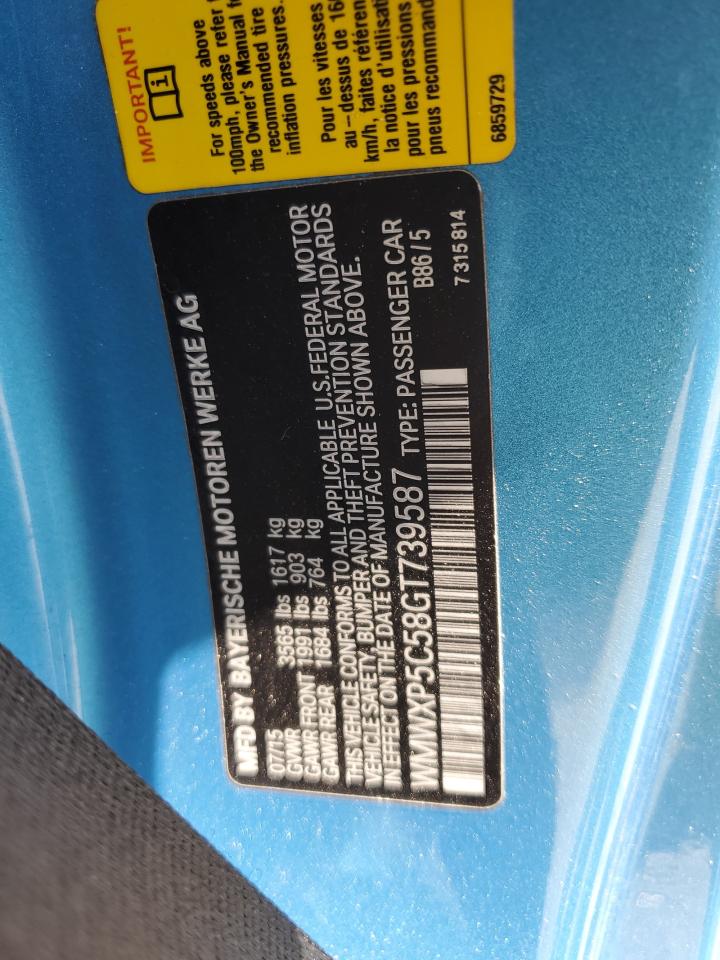 IMPORTANT!
For speeds above
100mph, please refer
the Owner's Manual
recommended tire
inflation pressures.
Pour les vitesses
au-dessus de
km/h, faites
la notice d'utilisat
pour les pressions
pneus recommand
6859729
MFD BY BAYERISCHE MOTOREN WERKE AG
07/15
GVWR 3565 lbs 1617 kg
GAWR FRONT 1991 lbs 903 kg
GAWR REAR 1684 lbs 764 kg
THIS VEHICLE CONFORMS TO ALL APPLICABLE U.S.FEDERAL MOTOR
VEHICLE SAFETY, BUMPER AND THEFT PREVENTION STANDARDS
IN EFFECT ON THE DATE OF MANUFACTURE SHOWN ABOVE.
WMWXP5C58GT739587 TYPE: PASSENGER CAR
B86/5
7 315 814